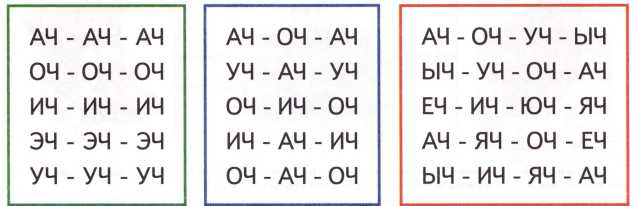 АЧ - АЧ - АЧ
ОЧ - ОЧ - ОЧ
ИЧ - ИЧ - ИЧ
ЭЧ - ЭЧ - ЭЧ
УЧ - УЧ - УЧ
АЧ - ОЧ - АЧ
УЧ - АЧ - УЧ
ОЧ - ИЧ - ОЧ
ИЧ - АЧ - ИЧ
ОЧ - АЧ - ОЧ
АЧ - ОЧ - УЧ - ЫЧ
ЫЧ - УЧ - ОЧ - АЧ
ЕЧ - ИЧ - ЮЧ - ЯЧ
АЧ - ЯЧ - ОЧ - ЕЧ
ЫЧ - ИЧ - ЯЧ - АЧ